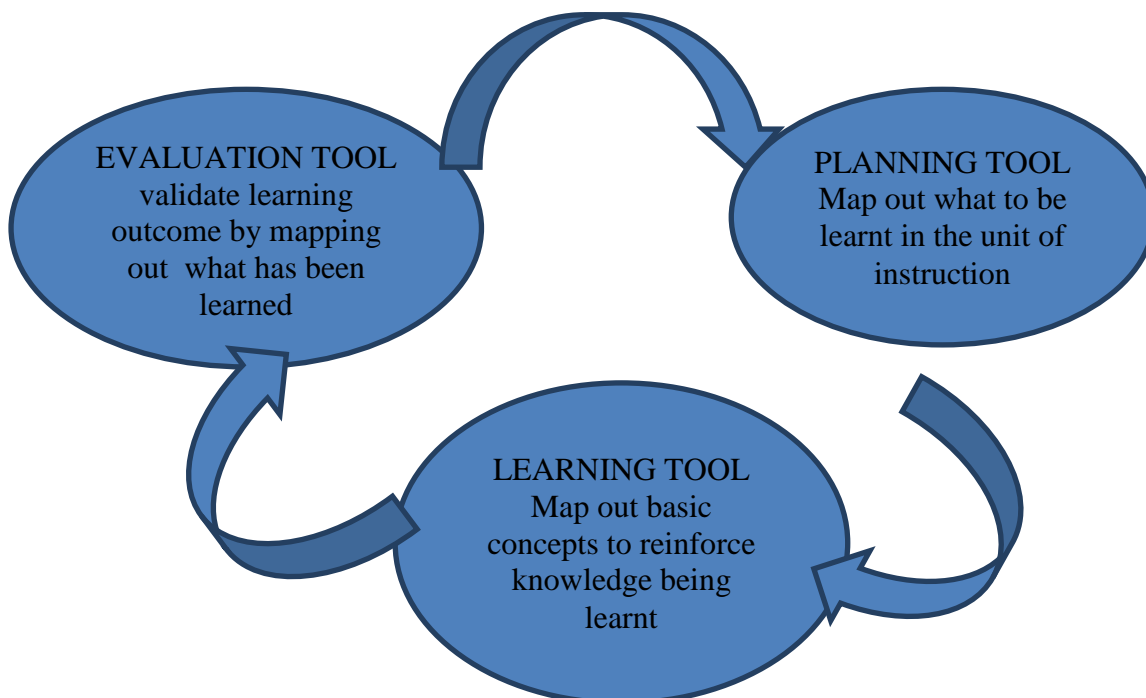 EVALUATION TOOL
validate learning
outcome by mapping
out what has been
learned
PLANNING TOOL
Map out what to be
learnt in the unit of
instruction
LEARNING TOOL
Map out basic
concepts to reinforce
knowledge being
learnt